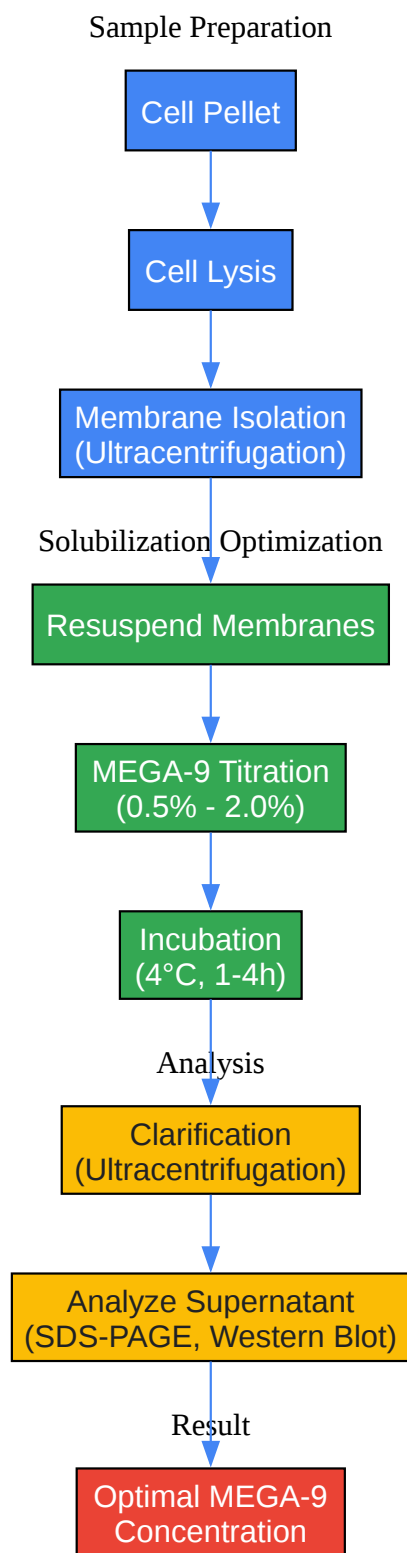 Sample Preparation
Cell Pellet
Cell Lysis
Membrane Isolation
(Ultracentrifugation)
Solubilization Optimization
Resuspend Membranes
MEGA-9 Titration
(0.5% - 2.0%)
Incubation
(4°C, 1-4h)
Analysis
Clarification
(Ultracentrifugation)
Analyze Supernatant
(SDS-PAGE, Western Blot)
Result
Optimal MEGA-9
Concentration